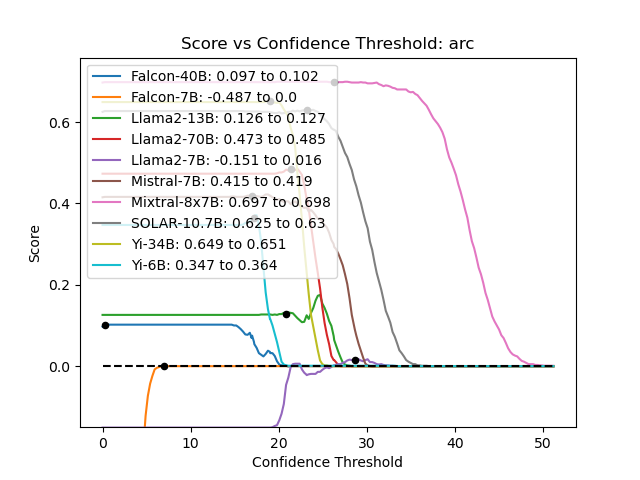 Score vs Confidence Threshold: arc
Falcon-40B: 0.097 to 0.102
Falcon-7B: -0.487 to 0.0
Llama2-13B: 0.126 to 0.127
Llama2-70B: 0.473 to 0.485
Llama2-7B: -0.151 to 0.016
Mistral-7B: 0.415 to 0.419
Mixtral-8x7B: 0.697 to 0.698
SOLAR-10.7B: 0.625 to 0.63
Yi-34B: 0.649 to 0.651
Yi-6B: 0.347 to 0.364
Score
0.6
0.4
0.2
0.0
0 10 20 30 40 50
Confidence Threshold